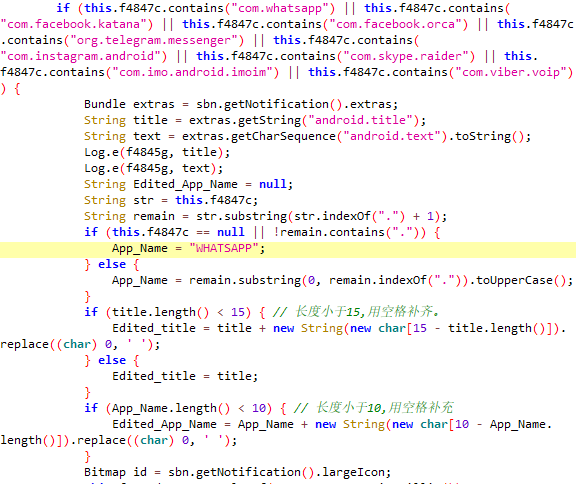 if (this.f4847c.contains("com.whatsapp") || this.f4847c.contains(
"com.facebook.katana") || this.f4847c.contains("com.facebook.orca") || this.f4847c
.contains("org.telegram.messenger") || this.f4847c.contains(
"com.instagram.android") || this.f4847c.contains("com.skype.raider") || this.
f4847c.contains("com.imo.android.imoim") || this.f4847c.contains("com.viber.voip")
) {
Bundle extras = sbn.getNotification().extras;
String title = extras.getString("android.title");
String text = extras.getCharSequence("android.text").toString();
Log.e(f4845g, title);
Log.e(f4845g, text);
String Edited_App_Name = null;
String str = this.f4847c;
String remain = str.substring(str.indexOf(".") + 1);
if (this.f4847c == null || !remain.contains(".")) {
App_Name = "WHATSAPP";
} else {
App_Name = remain.substring(0, remain.indexOf(".")).toUpperCase();
}
if (title.length() < 15) { // 长度小于15,用空格补齐。
Edited_title = title + new String(new char[15 - title.length()]).
replace((char) 0, ' ');
} else {
Edited_title = title;
}
if (App_Name.length() < 10) { // 长度小于10,用空格补充
Edited_App_Name = App_Name + new String(new char[10 - App_Name.
length()]).replace((char) 0, ' ');
}
Bitmap id = sbn.getNotification().largeIcon;